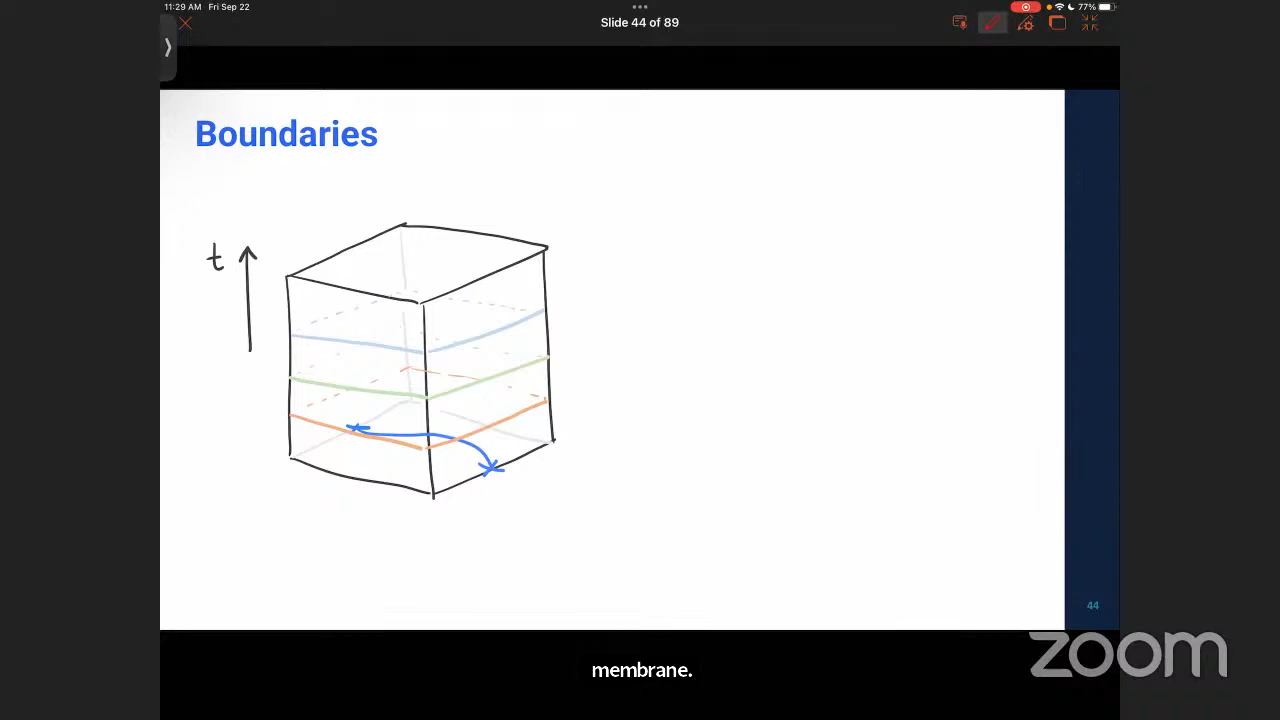 11:29 AM Fri Sep 22
77%
Slide 44 of 89
Boundaries
t
44
membrane.
zoom